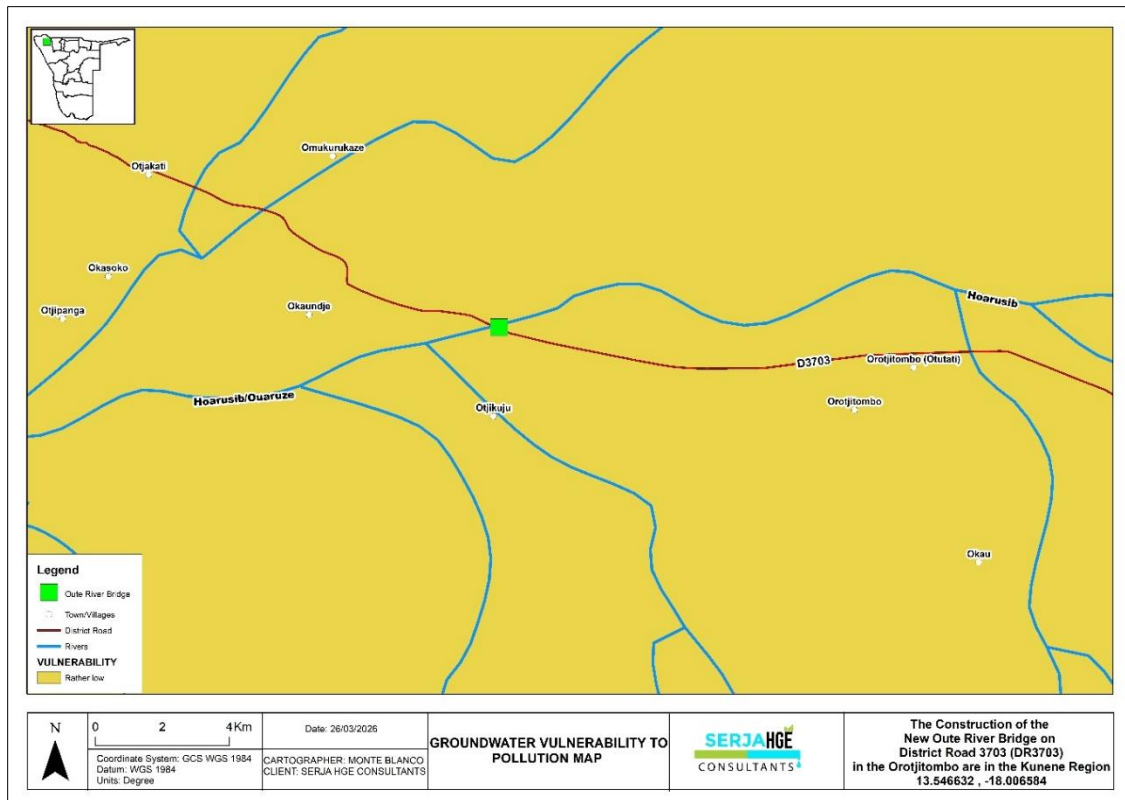 Otjakati
Omukurukaze
Okasoko
Otjipanga
Okaundjo
Hoarusib
D3703
Orotjitombo (Otutati)
Hoarusib/Ouaruze
Otjikuju
Orotjitombo
Okau
Legend
Oute River Bridge
Town/Villages
District Road
Rivers
VULNERABILITY
Rather low
N
0 2 4 Km
Coordinate System: GCS WGS 1984
Datum: WGS 1984
Units: Degree
Date: 26/03/2026
CARTOGRAPHER: MONTE BLANCO
CLIENT: SERJA HGE CONSULTANTS
GROUNDWATER VULNERABILITY TO
POLLUTION MAP
SERJA HGE
CONSULTANTS
The Construction of the
New Oute River Bridge on
District Road 3703 (DR3703)
in the Orotjitombo are in the Kunene Region
13.546632 , -18.006584